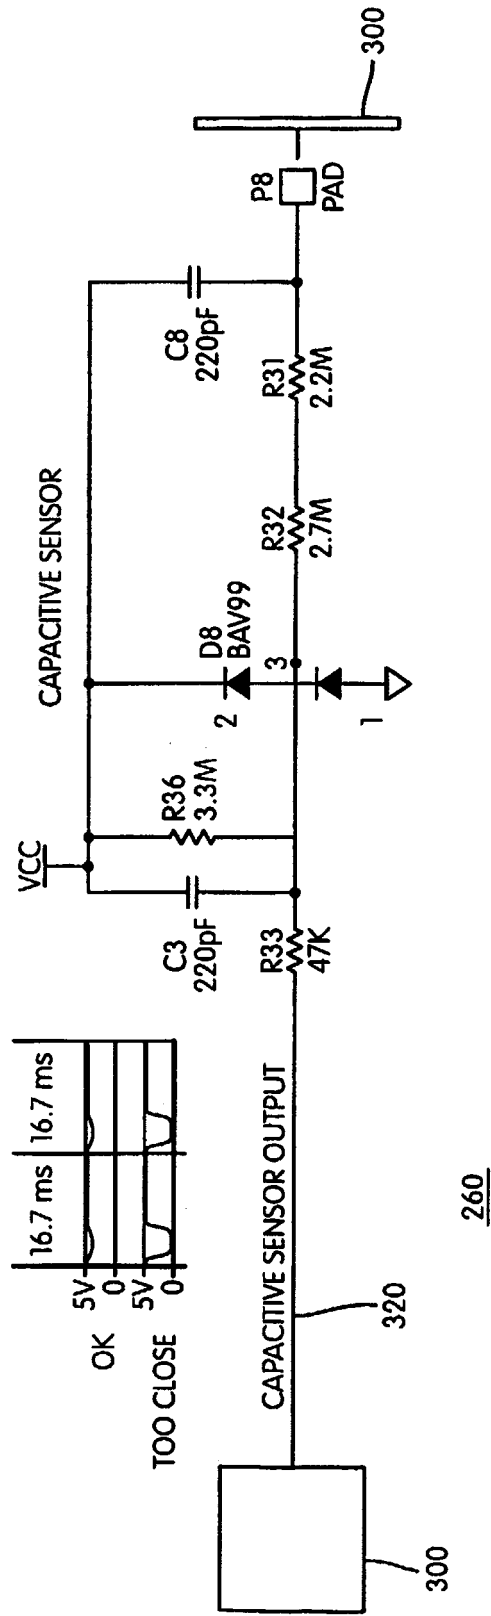 16.7 ms 16.7 ms
5V
0
OK
5V
0
TOO CLOSE
CAPACITIVE SENSOR
VCC
C3
220pF
R36
3.3M
D8
BAV99
2
3
1
C8
220pF
R33
47K
R32
2.7M
R31
2.2M
P8
PAD
300
CAPACITIVE SENSOR OUTPUT
320
300
260